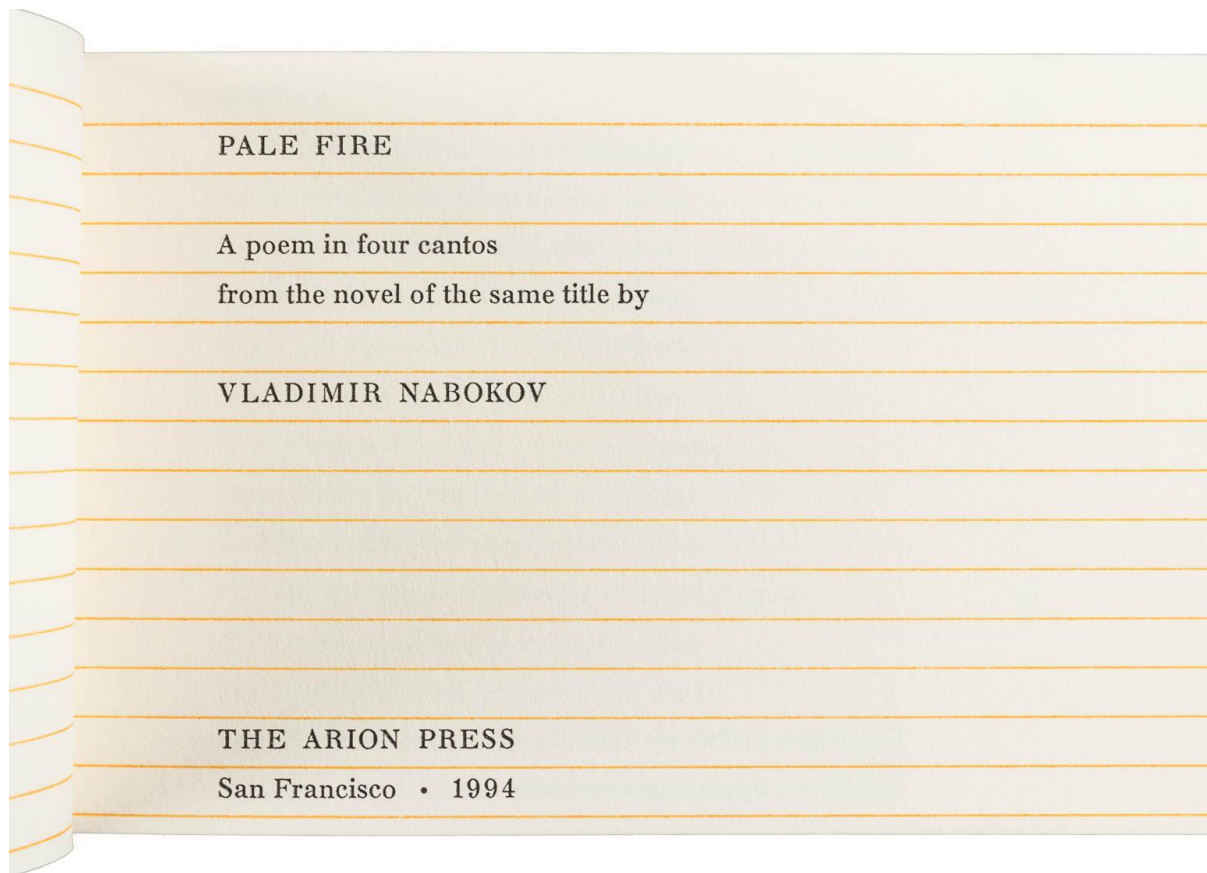 PALE FIRE
A poem in four cantos
from the novel of the same title by
VLADIMIR NABOKOV
THE ARION PRESS
San Francisco • 1994